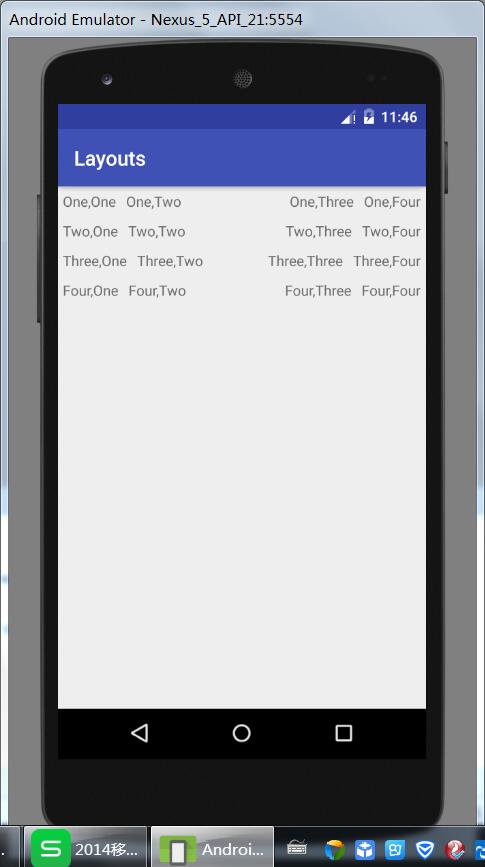 Android Emulator - Nexus_5_API_21:5554
11:46
Layouts
One,One One,Two One,Three One,Four
Two,One Two,Two Two,Three Two,Four
Three,One Three,Two Three,Three Three,Four
Four,One Four,Two Four,Three Four,Four
2014移... Androi...